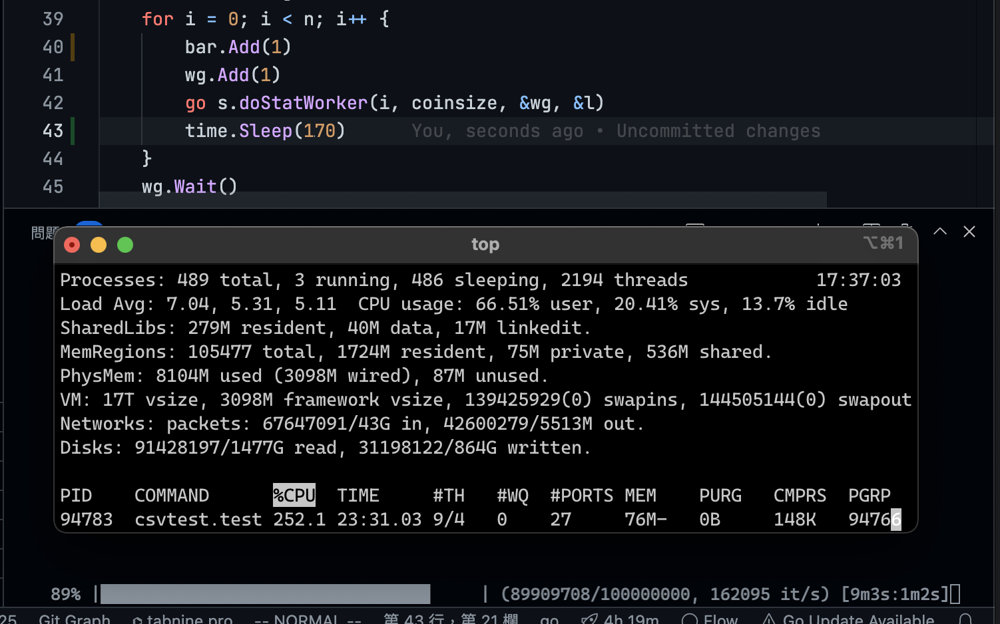 39 for i = 0; i < n; i++ {
40 bar.Add(1)
41 wg.Add(1)
42 go s.doStatWorker(i, coinsize, &wg, &l)
43 time.Sleep(170) You, seconds ago • Uncommitted changes
44 }
45 wg.Wait()
問題
top ⌥⌘1
Processes: 489 total, 3 running, 486 sleeping, 2194 threads 17:37:03
Load Avg: 7.04, 5.31, 5.11 CPU usage: 66.51% user, 20.41% sys, 13.7% idle
SharedLibs: 279M resident, 40M data, 17M linkedit.
MemRegions: 105477 total, 1724M resident, 75M private, 536M shared.
PhysMem: 8104M used (3098M wired), 87M unused.
VM: 17T vsize, 3098M framework vsize, 139425929(0) swapins, 144505144(0) swapout
Networks: packets: 67647091/43G in, 42600279/5513M out.
Disks: 91428197/1477G read, 31198122/864G written.
PID COMMAND %CPU TIME #TH #WQ #PORTS MEM PURG CMPRS PGRP
94783 csvtest.test 252.1 23:31.03 9/4 0 27 76M- 0B 148K 94766
89% | | (89909708/100000000, 162095 it/s) [9m3s:1m2s]
25 Git Graph tabnine pro -- NORMAL -- 第 43 行，第 21 欄 go 4h 19m Flow Go Update Available